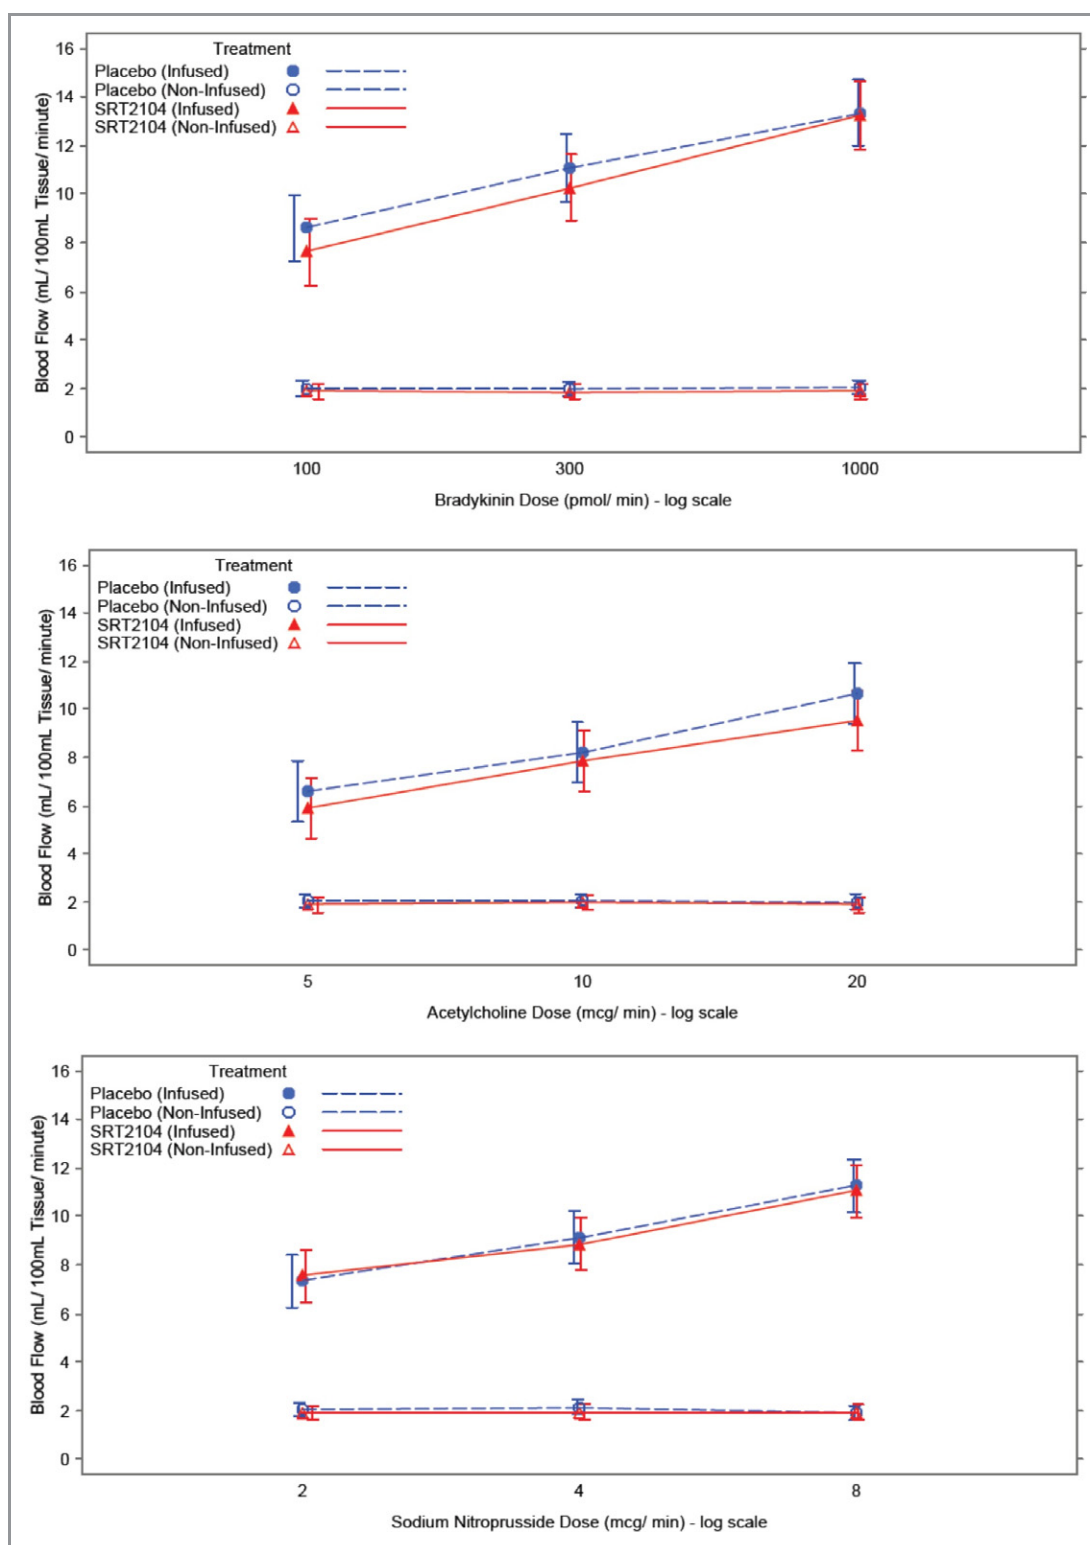 Treatment
Placebo (Infused)
Placebo (Non-Infused)
SRT2104 (Infused)
SRT2104 (Non-Infused)
Blood Flow (mL/ 100mL Tissue/ minute)
16
14
12
10
8
6
4
2
0
100 300 1000
Bradykinin Dose (pmol/ min) - log scale
Treatment
Placebo (Infused)
Placebo (Non-Infused)
SRT2104 (Infused)
SRT2104 (Non-Infused)
Blood Flow (mL/ 100mL Tissue/ minute)
16
14
12
10
8
6
4
2
0
5 10 20
Acetylcholine Dose (mcg/ min) - log scale
Treatment
Placebo (Infused)
Placebo (Non-Infused)
SRT2104 (Infused)
SRT2104 (Non-Infused)
Blood Flow (mL/ 100mL Tissue/ minute)
16
14
12
10
8
6
4
2
0
2 4 8
Sodium Nitroprusside Dose (mcg/ min) - log scale